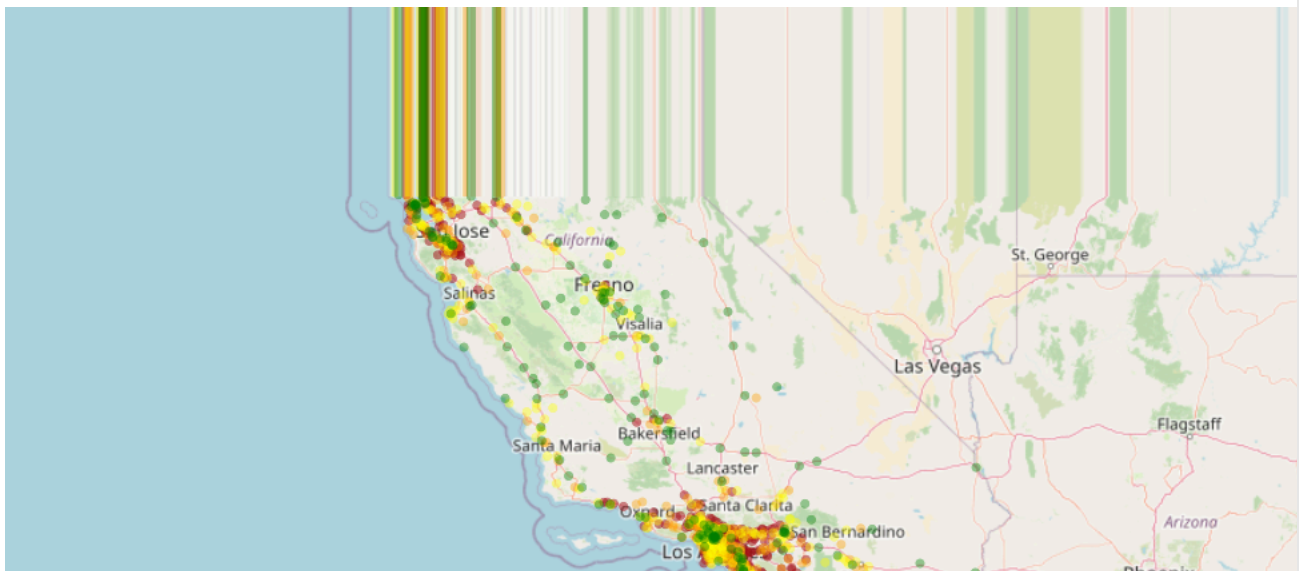 San Jose
California
St. George
Fresno
Salinas
Visalia
Las Vegas
Flagstaff
Bakersfield
Santa Maria
Lancaster
Santa Clarita
Oxnard
Arizona
San Bernardino
Los
Phoenix